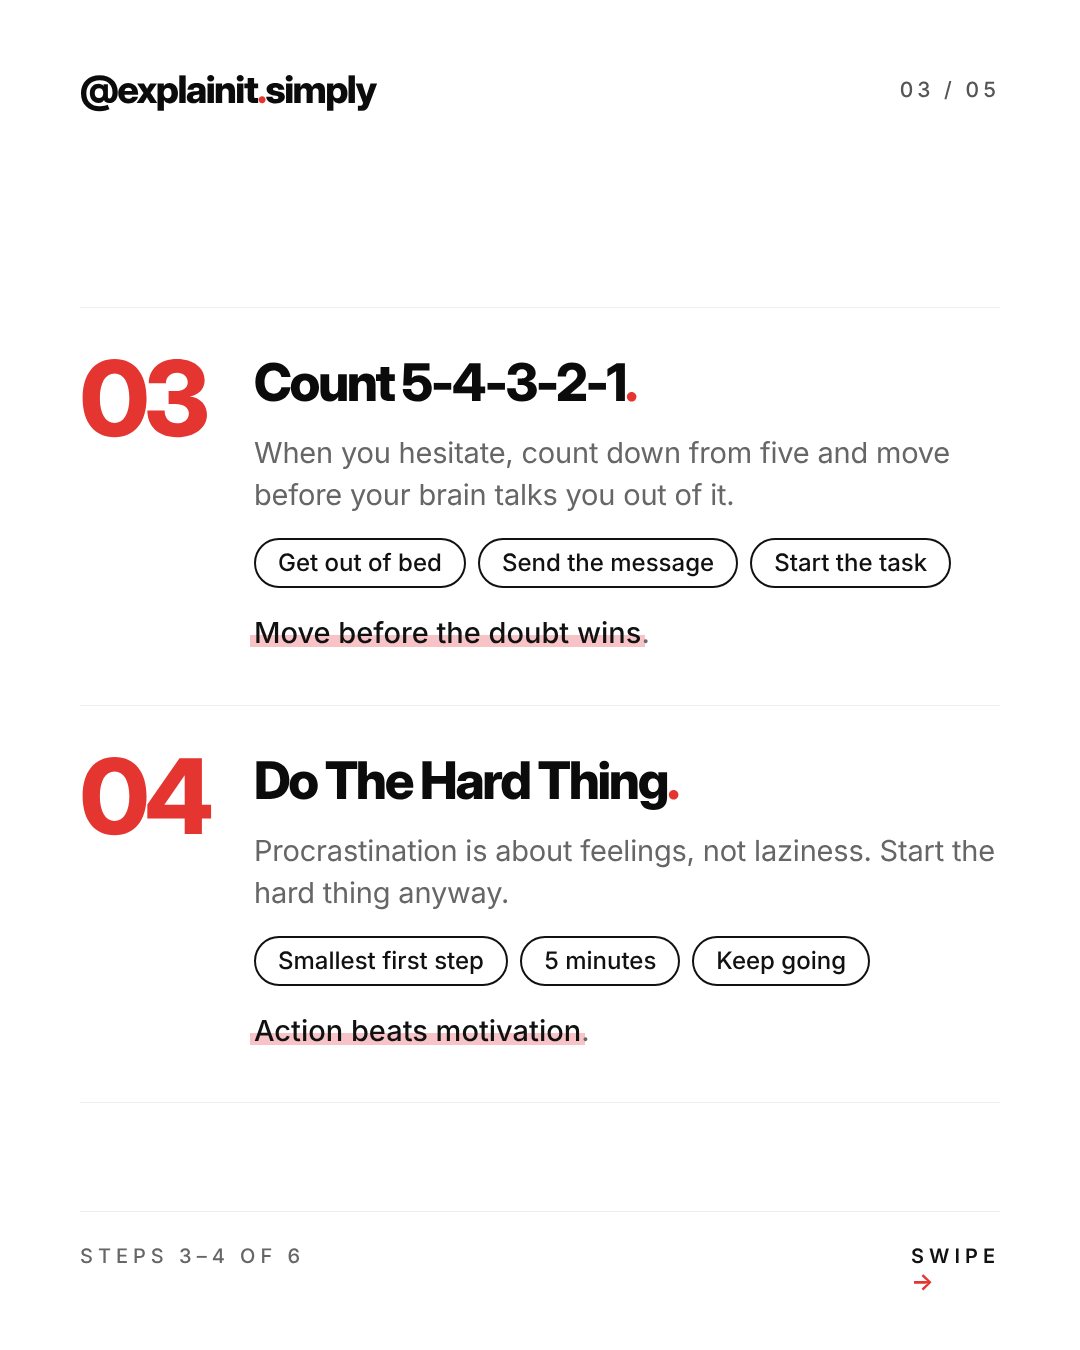 @explainit.simply
03 / 05
03
Count 5-4-3-2-1.
When you hesitate, count down from five and move
before your brain talks you out of it.
Get out of bed
Send the message
Start the task
Move before the doubt wins.
04
Do The Hard Thing.
Procrastination is about feelings, not laziness. Start the
hard thing anyway.
Smallest first step
5 minutes
Keep going
Action beats motivation.
STEPS 3–4 OF 6
SWIPE
→